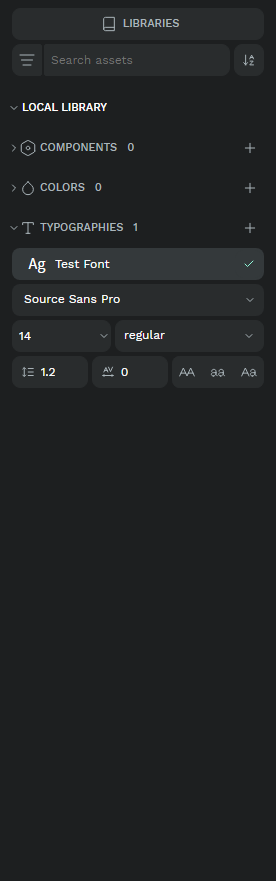 LIBRARIES
Search assets
LOCAL LIBRARY
COMPONENTS 0
COLORS 0
TYPOGRAPHIES 1
Ag Test Font
Source Sans Pro
14 regular
1.2 AV 0 AA aa Aa